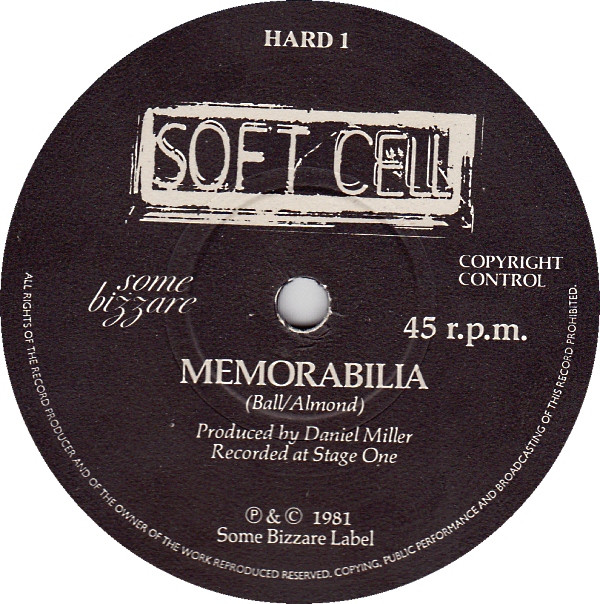 HARD 1
SOFT CELL
some
bizzare
COPYRIGHT
CONTROL
45 r.p.m.
MEMORABILIA
(Ball/Almond)
Produced by Daniel Miller
Recorded at Stage One
℗ & © 1981
Some Bizzare Label
ALL RIGHTS OF THE RECORD PRODUCER AND OF THE OWNER OF THE WORK REPRODUCED RESERVED. COPYING, PUBLIC PERFORMANCE AND BROADCASTING OF THIS RECORD PROHIBITED.